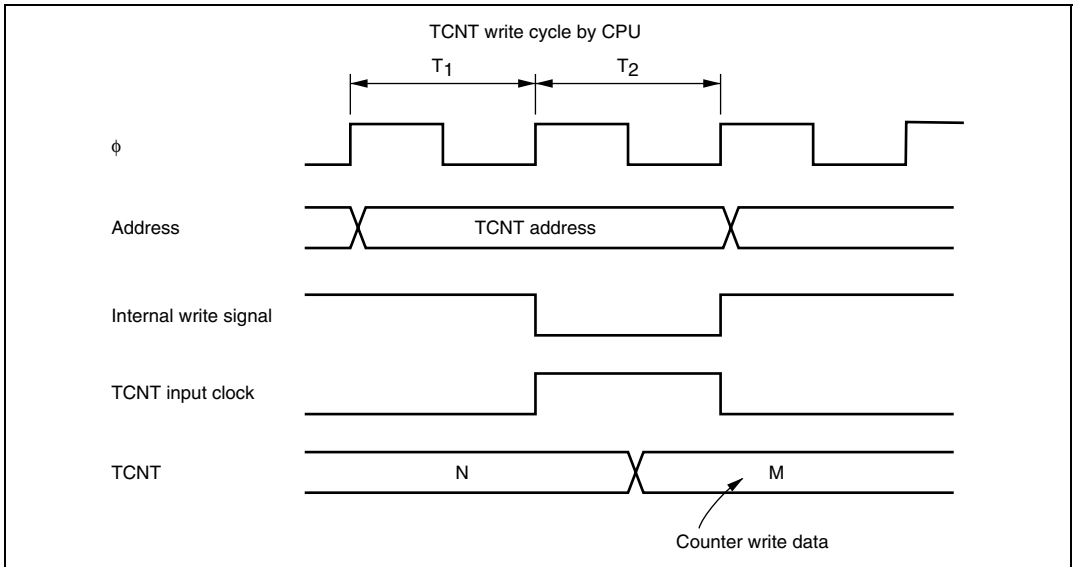 TCNT write cycle by CPU
T1 T2
φ
Address TCNT address
Internal write signal
TCNT input clock
TCNT N M
Counter write data